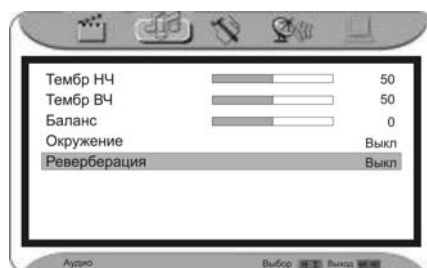 Тембр НЧ 50
Тембр ВЧ 50
Баланс 0
Окружение Выкл
Реверберация Выкл
Аудио Выбор Выход